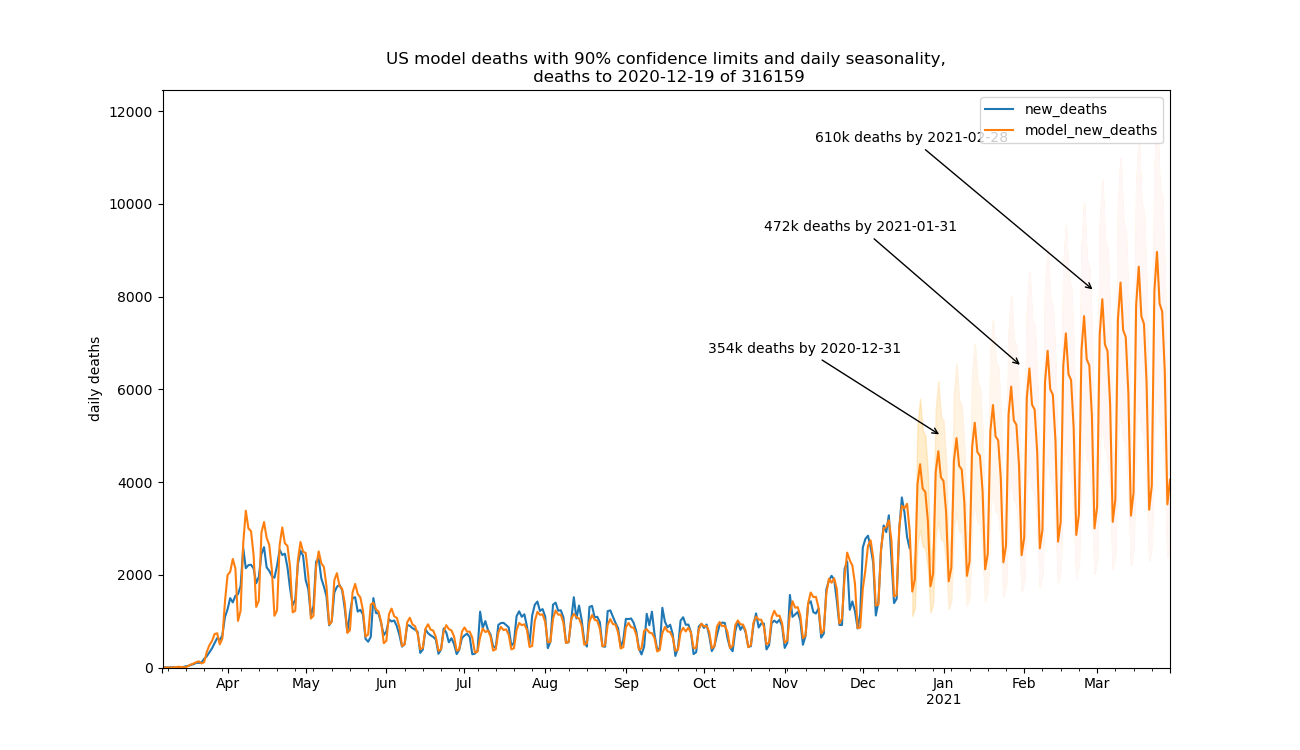 US model deaths with 90% confidence limits and daily seasonality,
deaths to 2020-12-19 of 316159
12000
10000
8000
6000
4000
2000
0
daily deaths
new_deaths
model_new_deaths
610k deaths by 2021-02-28
472k deaths by 2021-01-31
354k deaths by 2020-12-31
Apr
May
Jun
Jul
Aug
Sep
Oct
Nov
Dec
Jan
2021
Feb
Mar